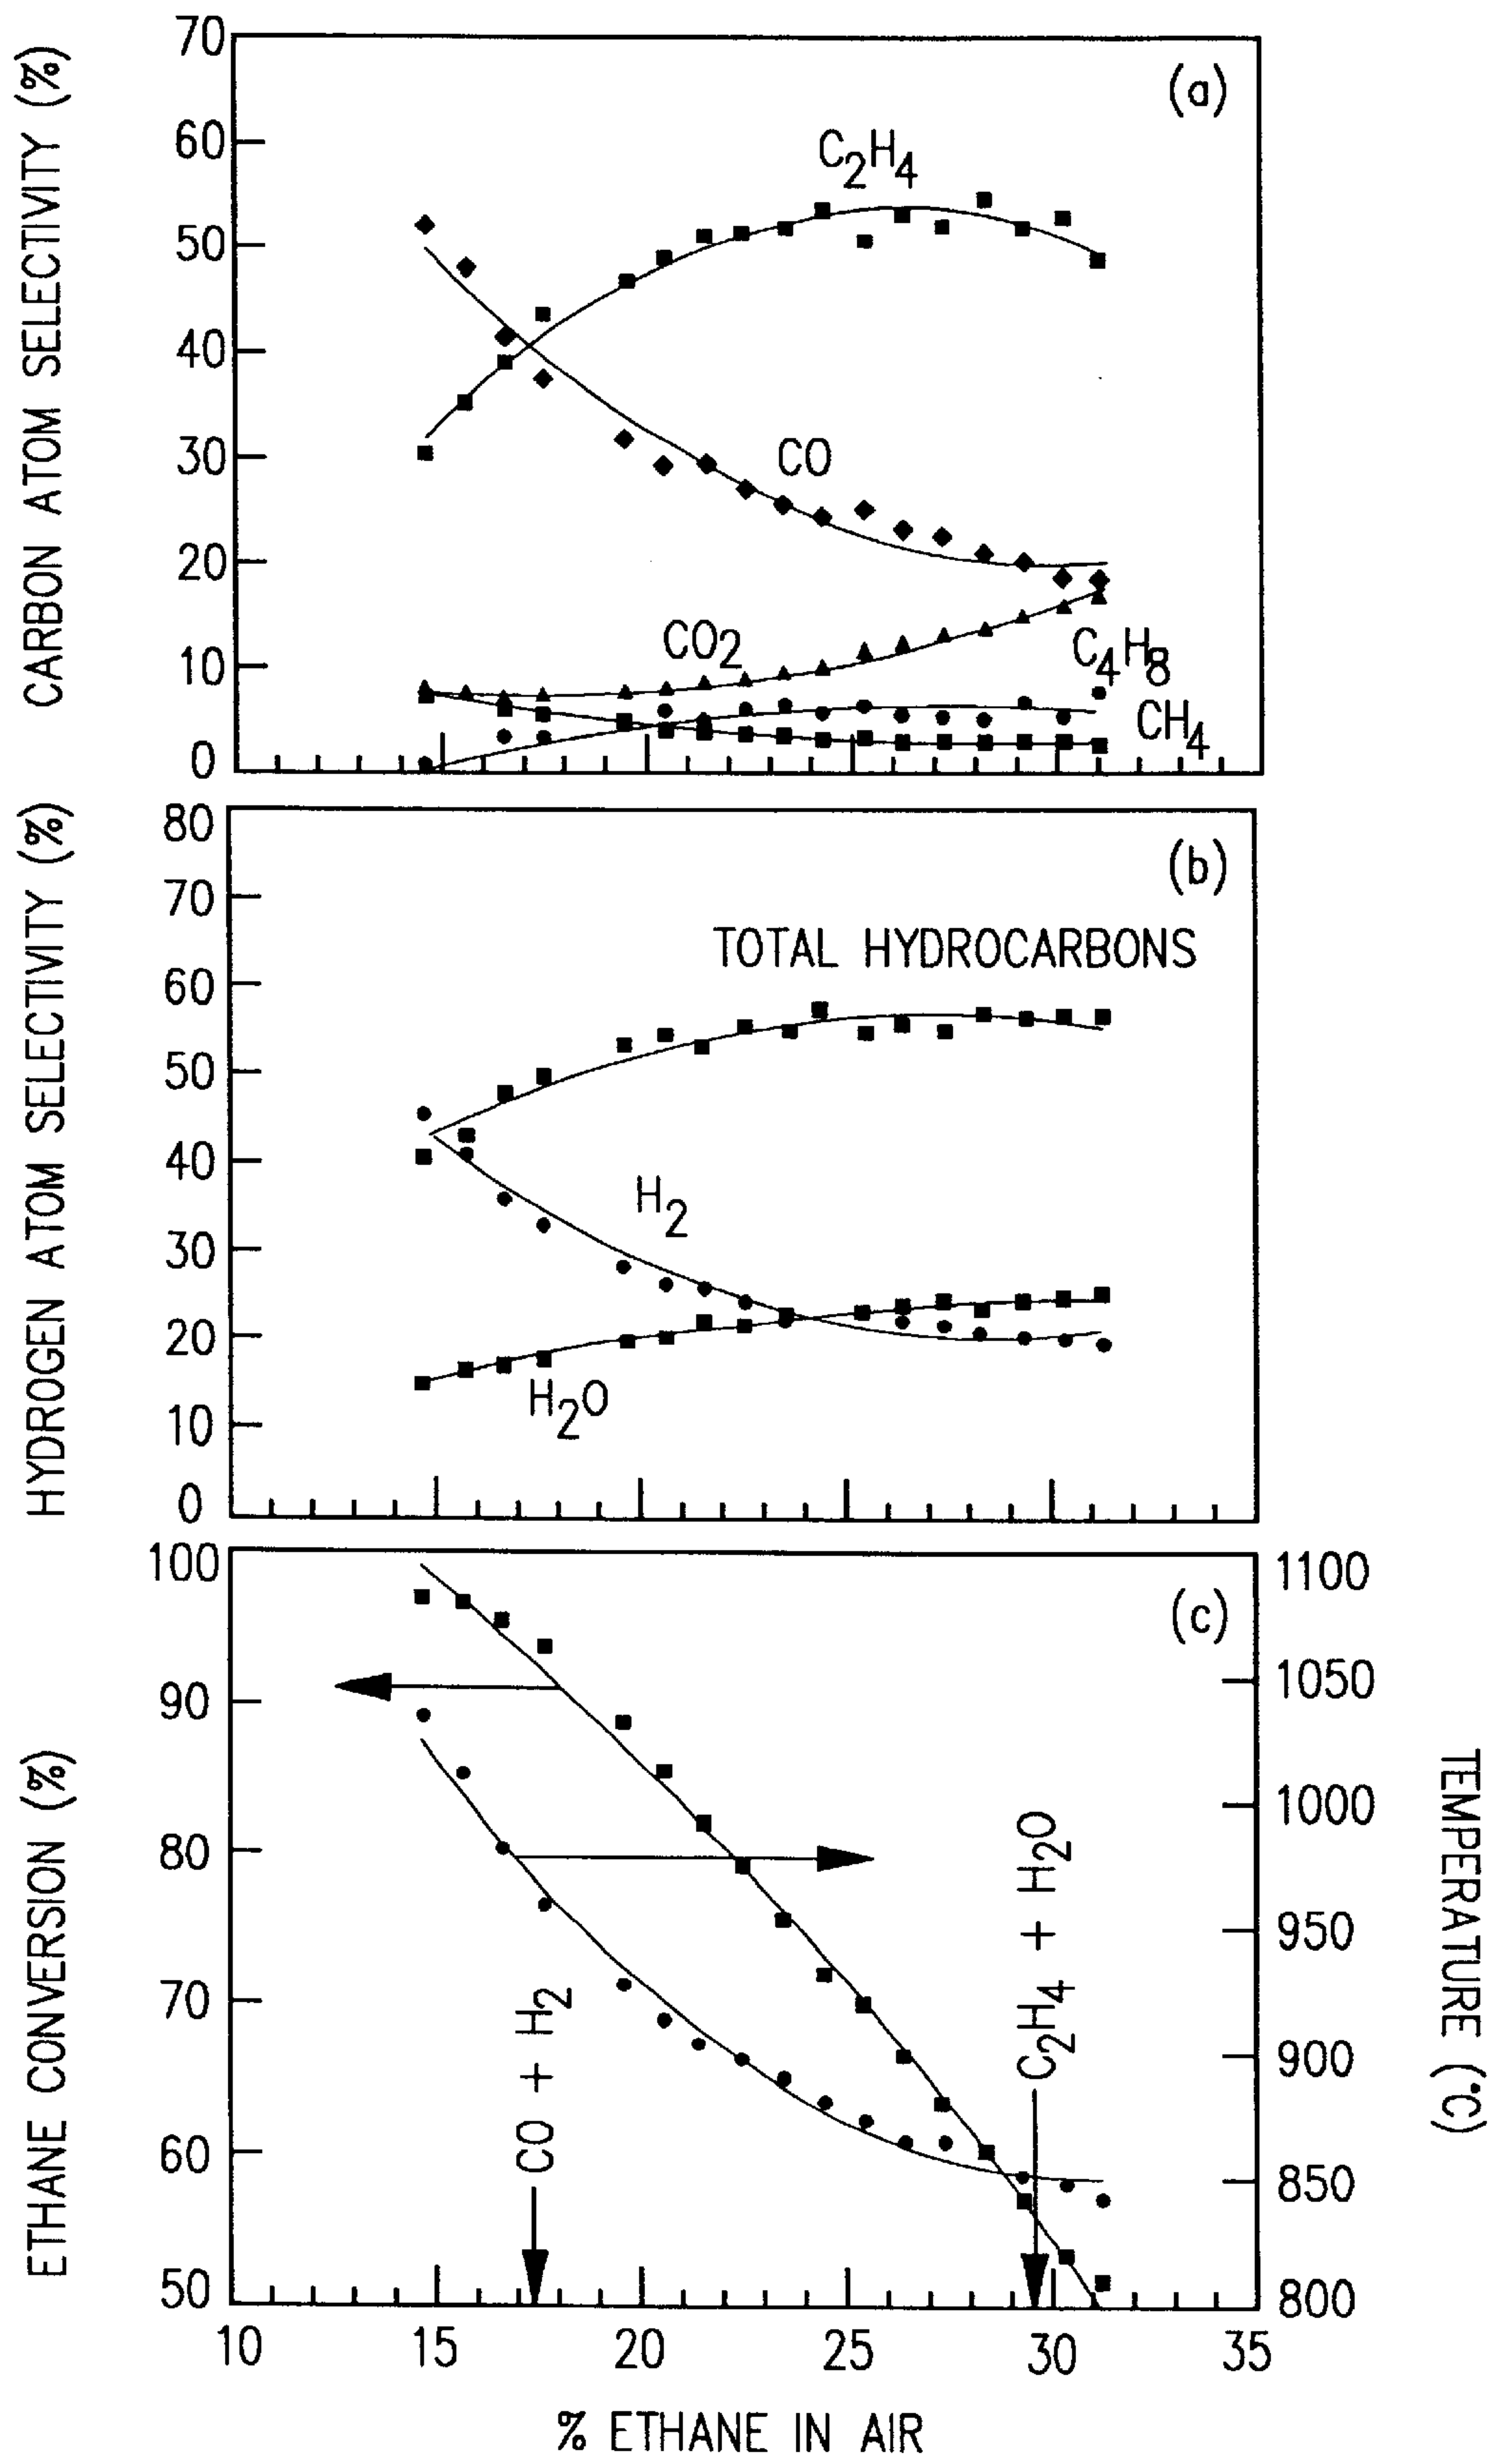 CARBON ATOM SELECTIVITY (%)
70
60
50
40
30
20
10
0
(a)
C2H4
CO
CO2
C4H8
CH4
HYDROGEN ATOM SELECTIVITY (%)
80
70
60
50
40
30
20
10
0
(b)
TOTAL HYDROCARBONS
H2
H2O
ETHANE CONVERSION (%)
100
90
80
70
60
50
(c)
CO + H2
C2H4 + H2O
1100
1050
1000
950
900
850
800
TEMPERATURE (°C)
10 15 20 25 30 35
% ETHANE IN AIR